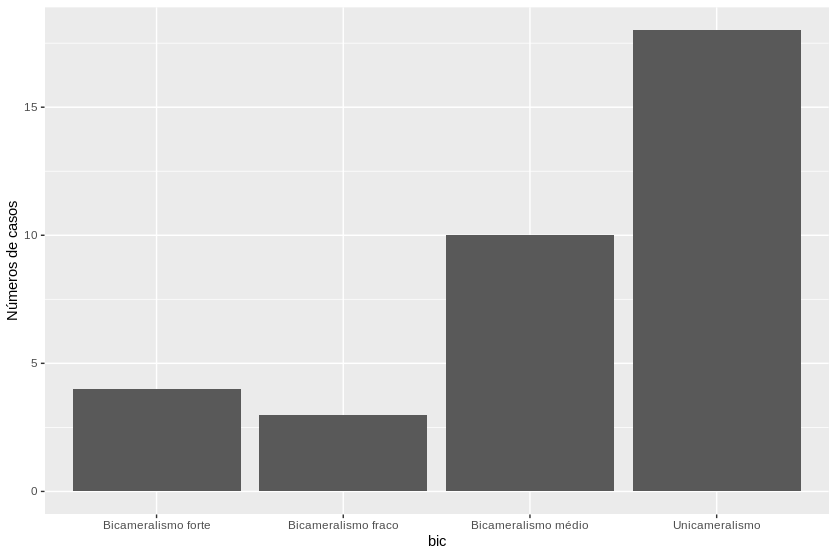 Números de casos
15
10
5
0
Bicameralismo forte
Bicameralismo fraco
Bicameralismo médio
Unicameralismo
bic